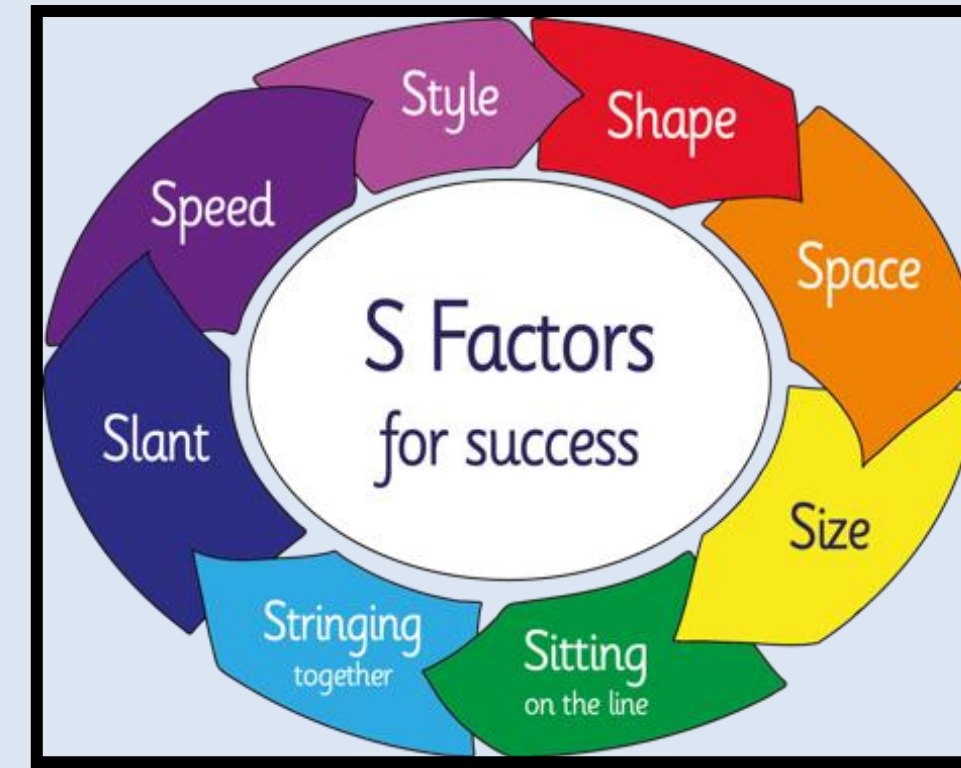 Style
Shape
Speed
Space
S Factors
for success
Slant
Size
Stringing
together
Sitting
on the line